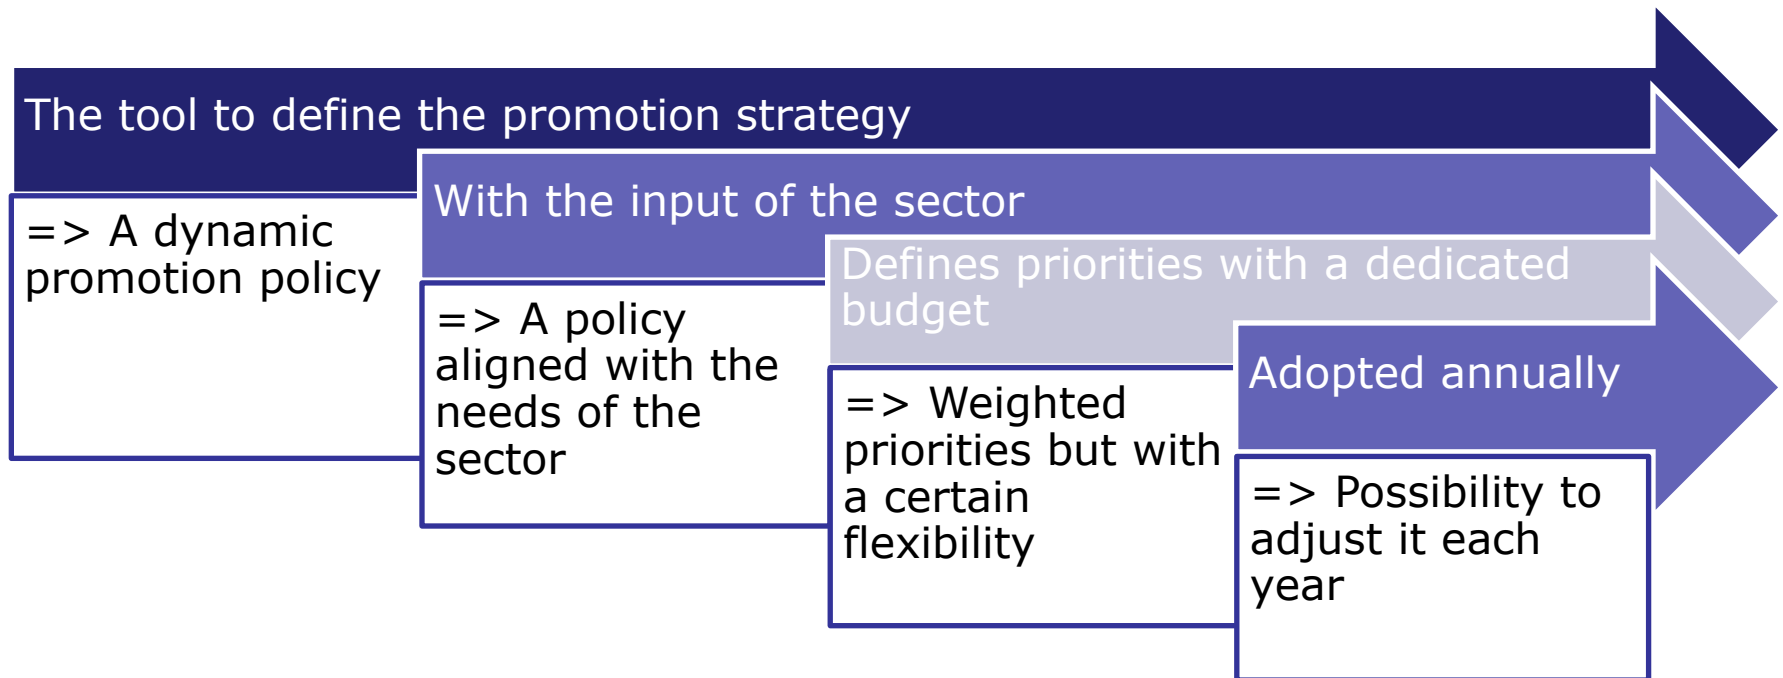 The tool to define the promotion strategy
=> A dynamic
promotion policy
With the input of the sector
=> A policy
aligned with the
needs of the
sector
Defines priorities with a dedicated
budget
=> Weighted
priorities but with
a certain
flexibility
Adopted annually
=> Possibility to
adjust it each
year